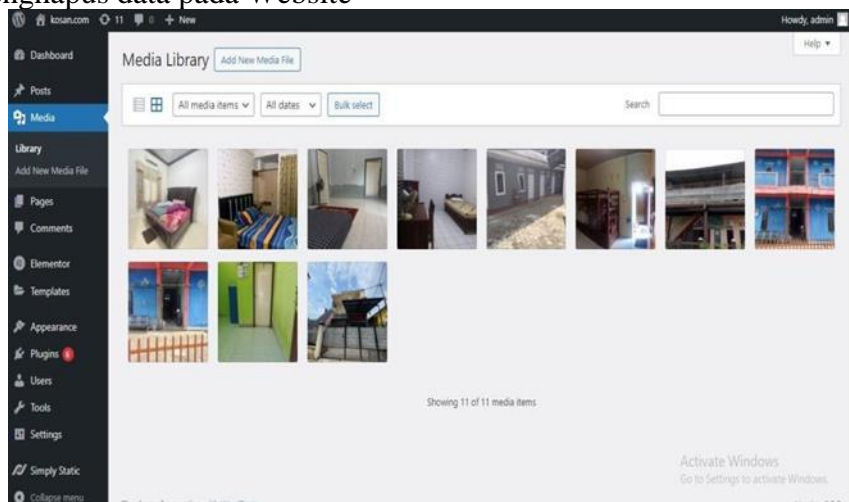 nghapus data pada Website
kosan.com 11 0 + New Howdy, admin
Help ▼
Dashboard
Posts
Media
Library
Add New Media File
Pages
Comments
Elementor
Templates
Appearance
Plugins 6
Users
Tools
Settings
Simply Static
Collapse menu
Media Library Add New Media File
All media items All dates Bulk select Search
Showing 11 of 11 media items
Activate Windows
Go to Settings to activate Windows.